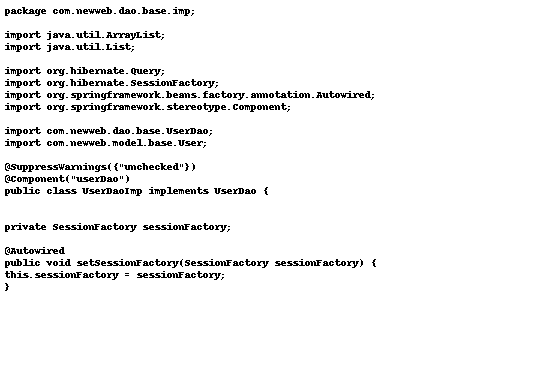 package com.newweb.dao.base.imp;
import java.util.ArrayList;
import java.util.List;
import org.hibernate.Query;
import org.hibernate.SessionFactory;
import org.springframework.beans.factory.annotation.Autowired;
import org.springframework.stereotype.Component;
import com.newweb.dao.base.UserDao;
import com.newweb.model.base.User;
@SuppressWarnings({"unchecked"})
@Component("userDao")
public class UserDaoImp implements UserDao {
private SessionFactory sessionFactory;
@Autowired
public void setSessionFactory(SessionFactory sessionFactory) {
this.sessionFactory = sessionFactory;
}